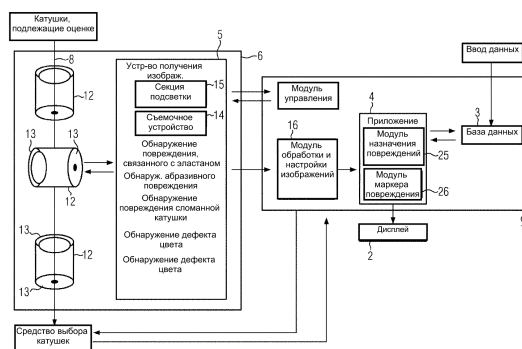 Катушки,
подлежащие оценке
8
12
13
13
12
13
12
13
Средство выбора
катушек
5
6
Устр-во получения
изображ.
15
Секция
подсветки
14
Съемочное
устройство
Обнаружение
повреждения,
связанного с эластаном
Обнаруж. абразивного
повреждения
Обнаружение
повреждения сломанной
катушки
Обнаружение дефекта
цвета
Обнаружение дефекта
цвета
Модуль
управления
16
Модуль
обработки и
настройки
изображений
4
Приложение
Модуль
назначения
повреждений
25
Модуль
маркера
повреждения
26
Дисплей
2
Ввод данных
3
База данных
9